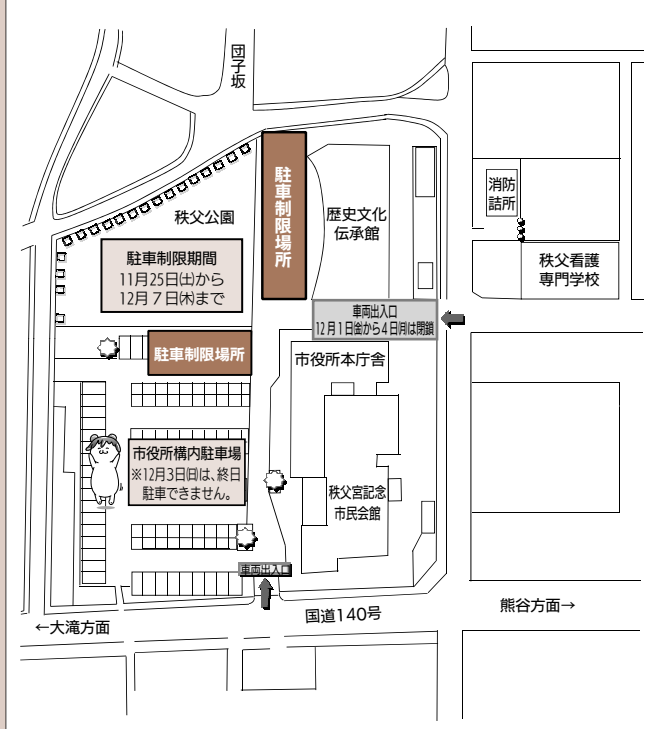 団子坂
駐車制限場所
秩父公園
歴史文化
伝承館
消防
詰所
秩父看護
専門学校
駐車制限期間
11月25日㈯から
12月７日㈭まで
車両出入口
12月1日㈮から4日㈪は閉鎖
駐車制限場所
市役所本庁舎
市役所構内駐車場
※12月3日㈰は、終日
駐車できません。
秩父宮記念
市民会館
車両出入口
国道140号
熊谷方面→
←大滝方面